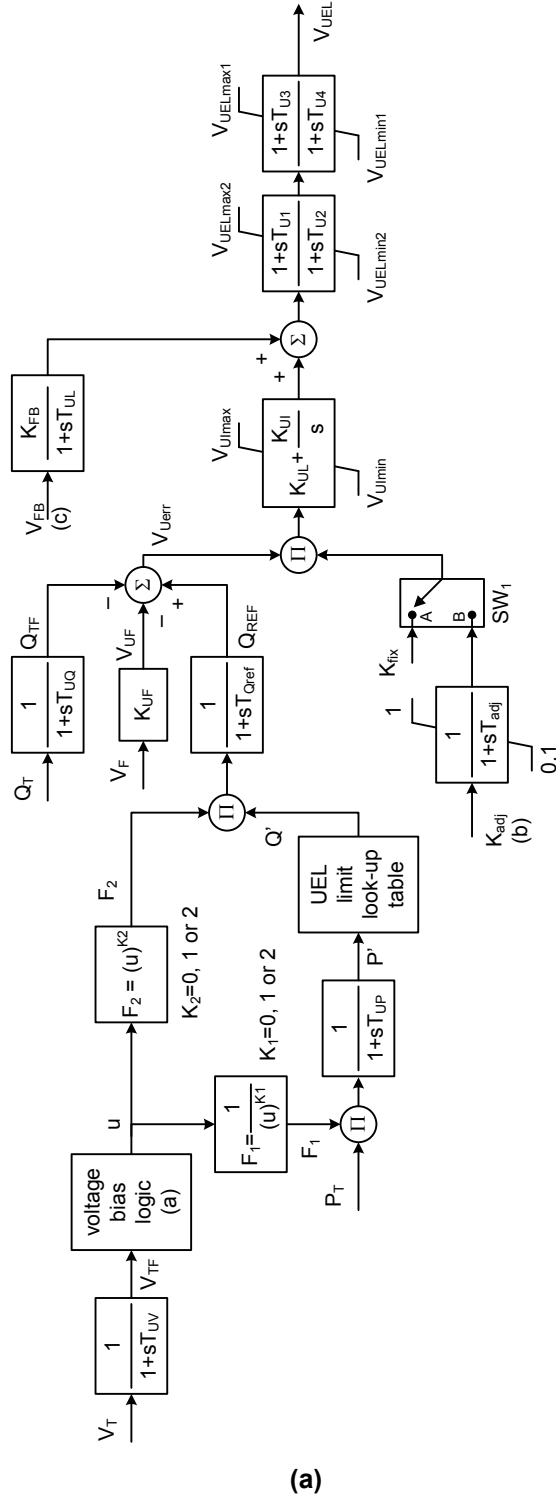 V_T
1
1+sT_UV
V_TF
voltage
bias
logic
(a)
u
F_2 = (u)^K2
K_2=0, 1 or 2
F_2
1
F_1=
(u)^K1
K_1=0, 1 or 2
F_1
P_T
Π
1
1+sT_UP
P'
UEL
limit
look-up
table
Q'
Π
Q_T
1
1+sT_UQ
Q_TF
V_F
K_UF
V_UF
1
1+sT_Qref
Q_REF
−
−
+
Σ
V_Uerr
V_FB
(c)
K_FB
1+sT_UL
K_adj
(b)
1
1+sT_adj
1
0.1
K_fix
A
B
SW_1
Π
K_UL+
K_UI
s
V_UImax
V_UImin
+
+
Σ
1+sT_U1
1+sT_U2
V_UELmax2
V_UELmin2
1+sT_U3
1+sT_U4
V_UELmax1
V_UELmin1
V_UEL
(a)